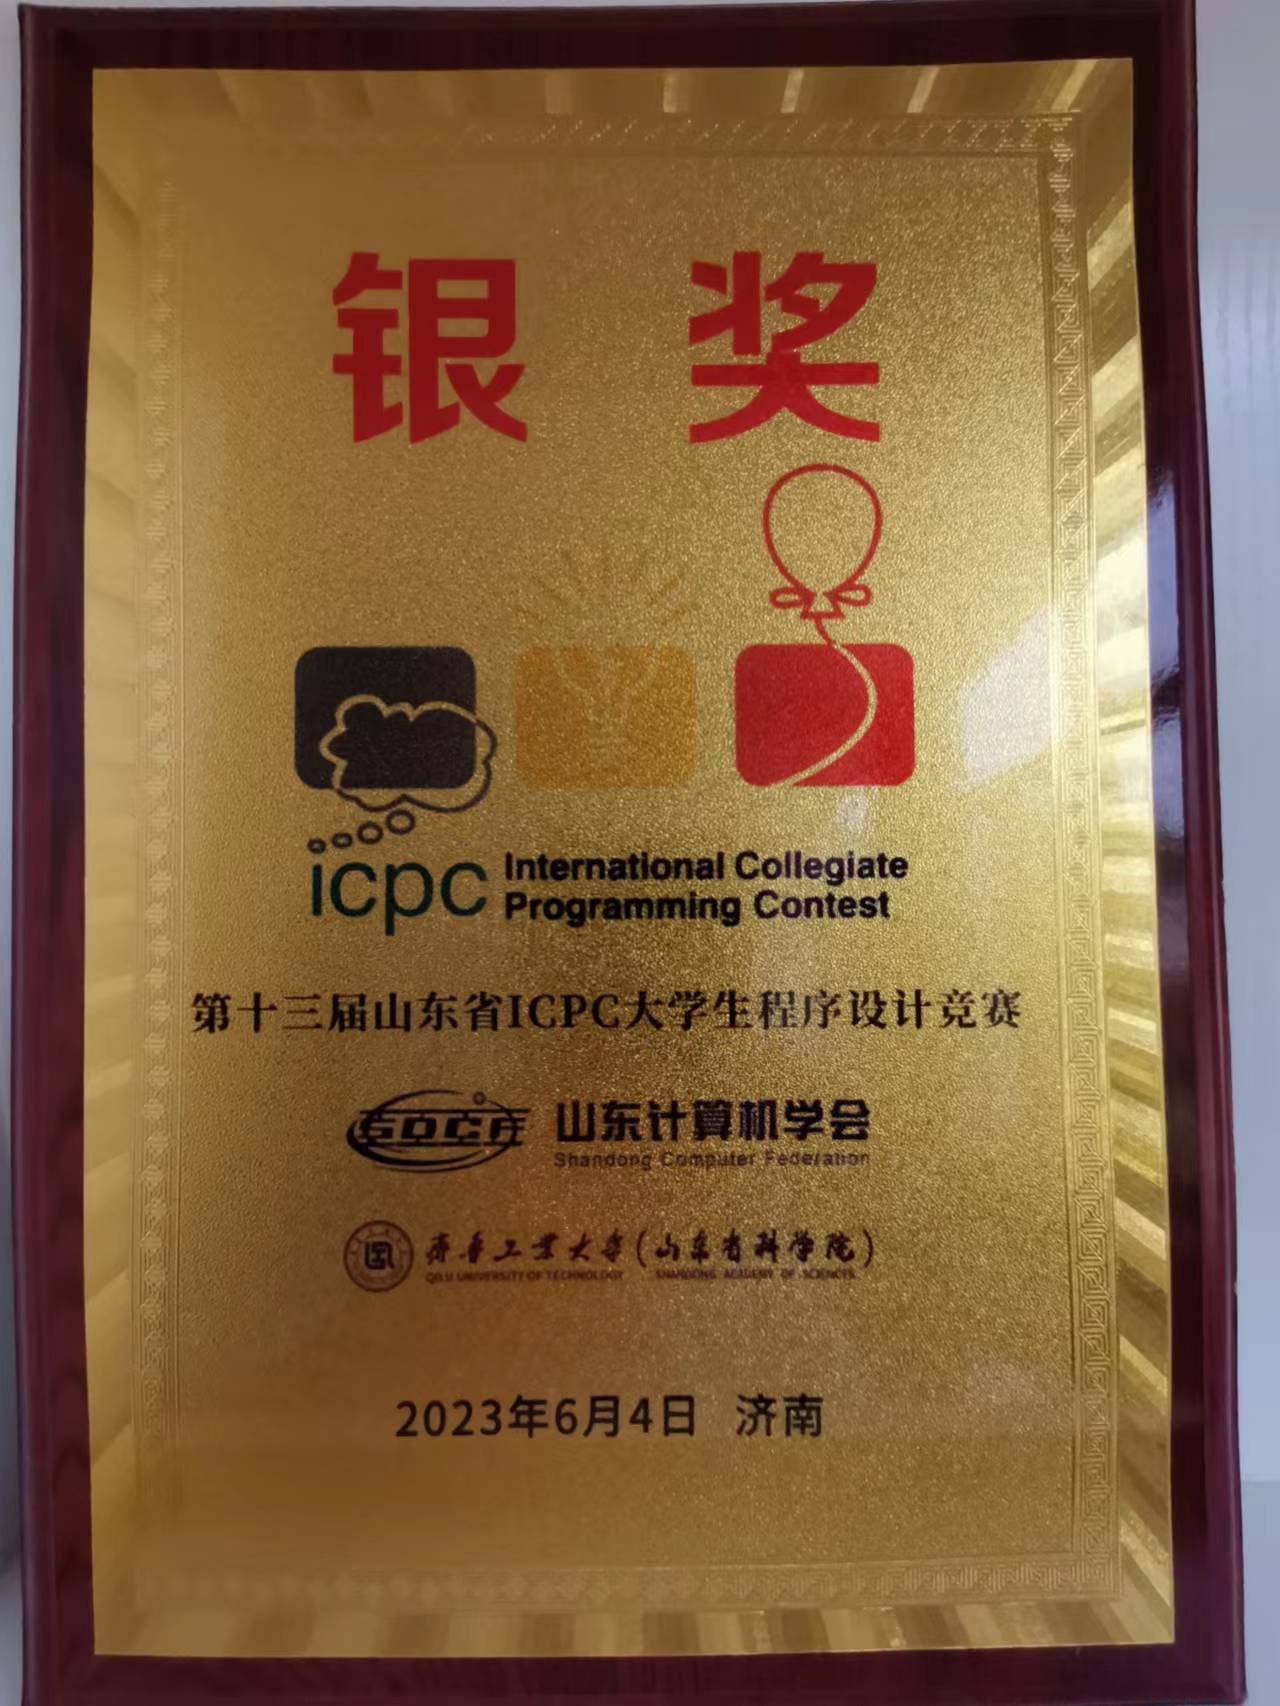 银 奖
icpc International Collegiate
Programming Contest
第十三届山东省ICPC大学生程序设计竞赛
SDCF 山东计算机学会
Shandong Computer Federation
齐鲁工业大学(山东省科学院)
QILU UNIVERSITY OF TECHNOLOGY SHANDONG ACADEMY OF SCIENCES
2023年6月4日 济南